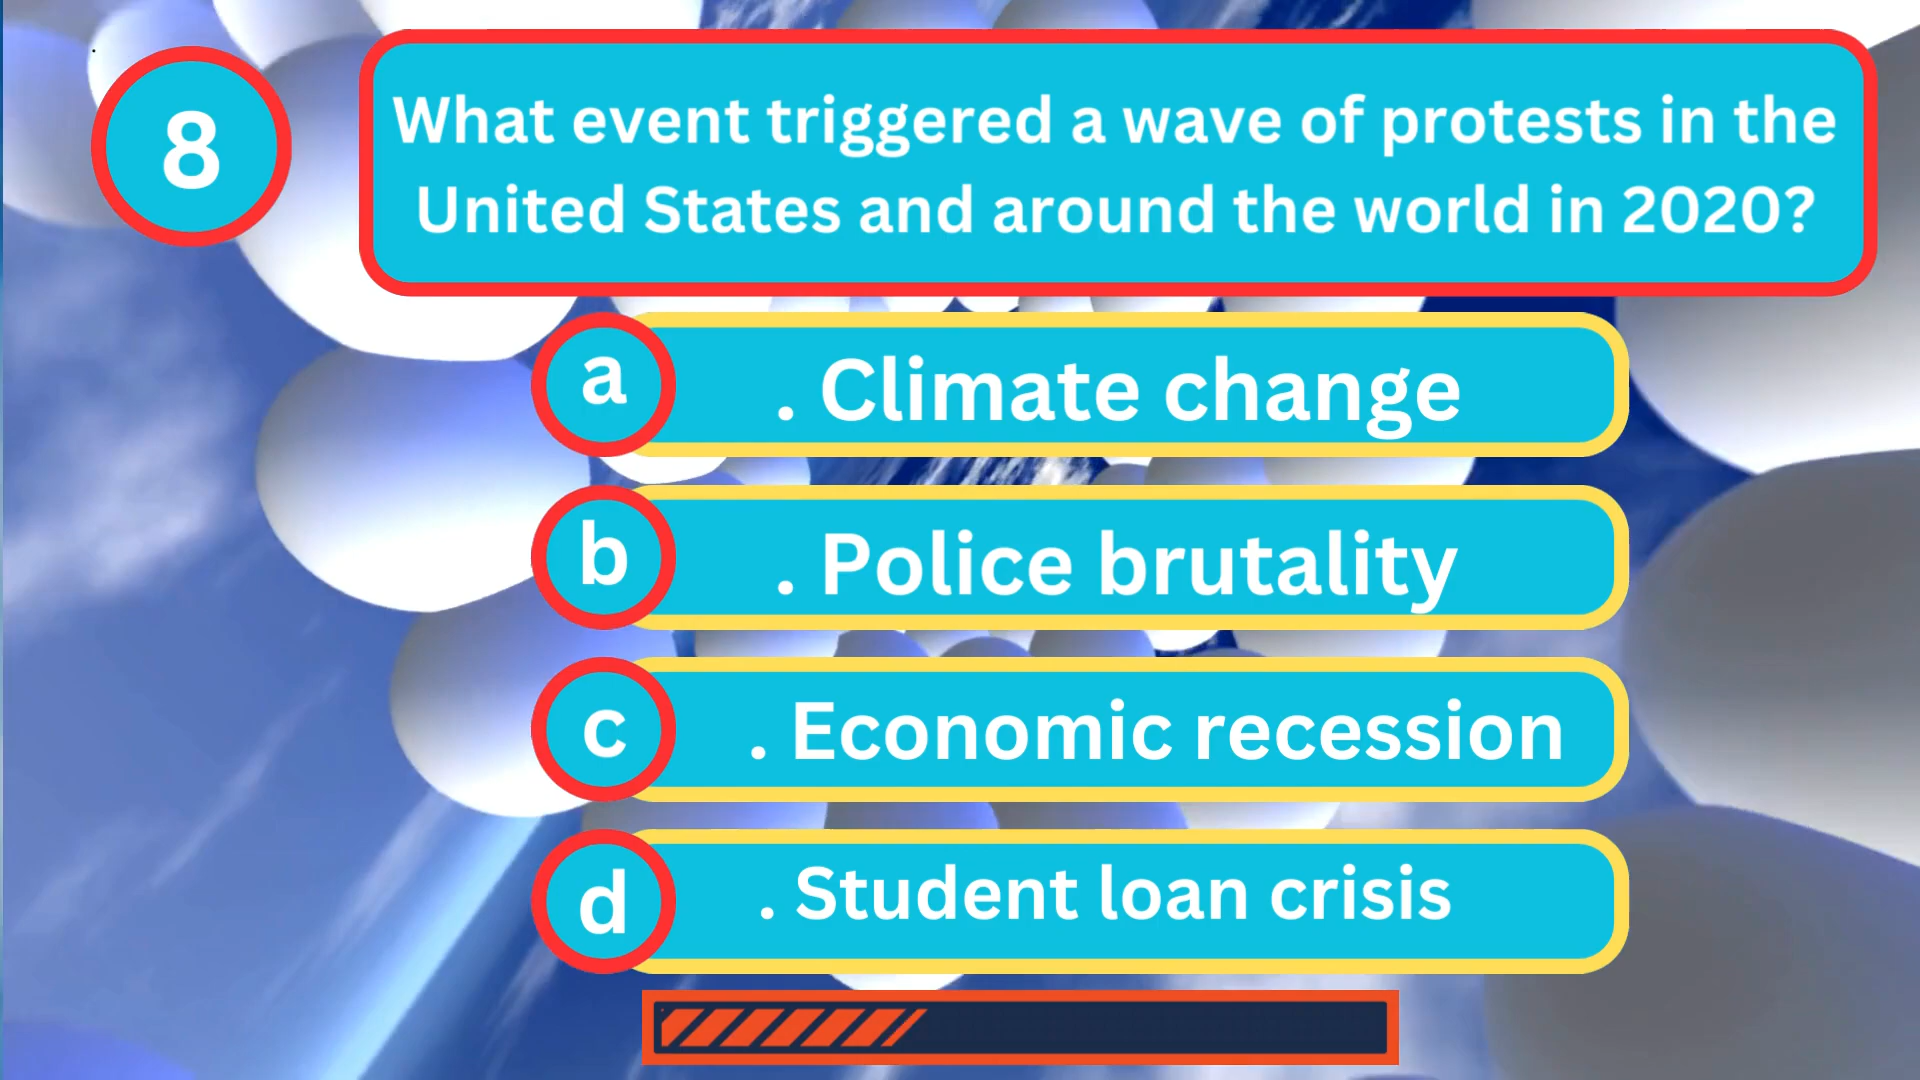 8
What event triggered a wave of protests in the
United States and around the world in 2020?
a . Climate change
b . Police brutality
c . Economic recession
d . Student loan crisis